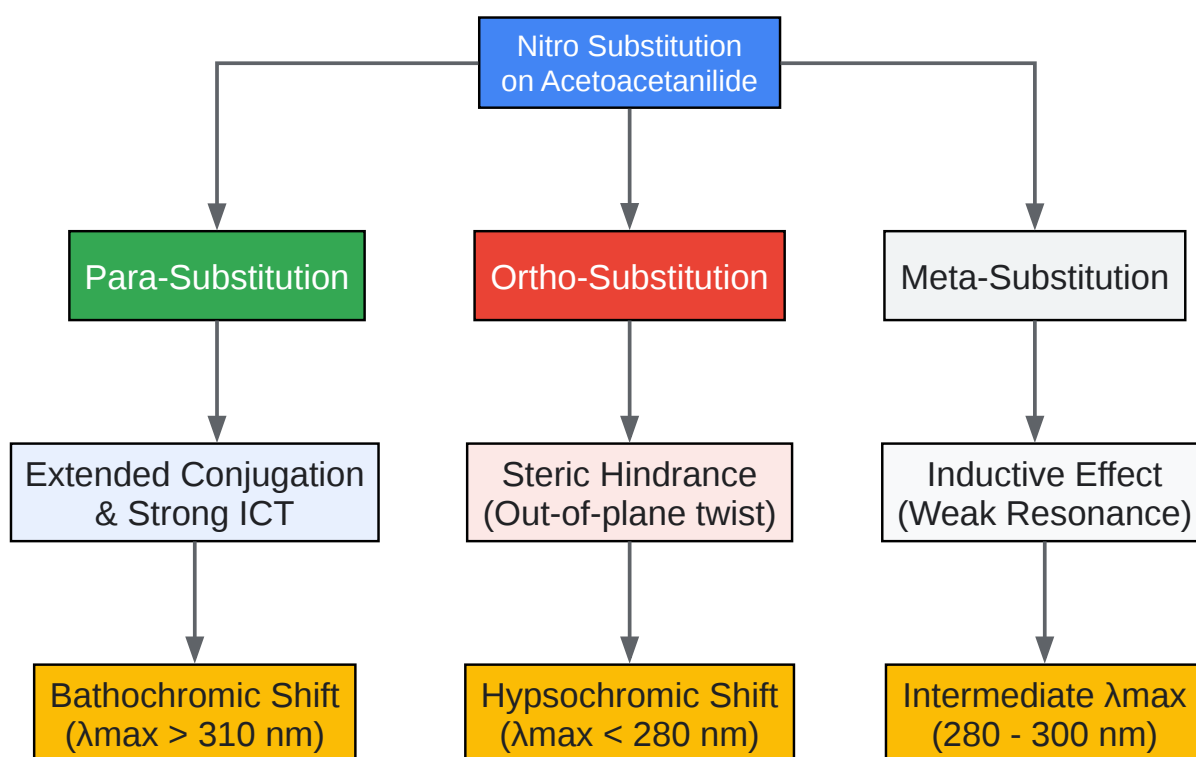 Nitro Substitution
on Acetoacetanilide
Para-Substitution
Ortho-Substitution
Meta-Substitution
Extended Conjugation
& Strong ICT
Steric Hindrance
(Out-of-plane twist)
Inductive Effect
(Weak Resonance)
Bathochromic Shift
(λmax > 310 nm)
Hypsochromic Shift
(λmax < 280 nm)
Intermediate λmax
(280 - 300 nm)